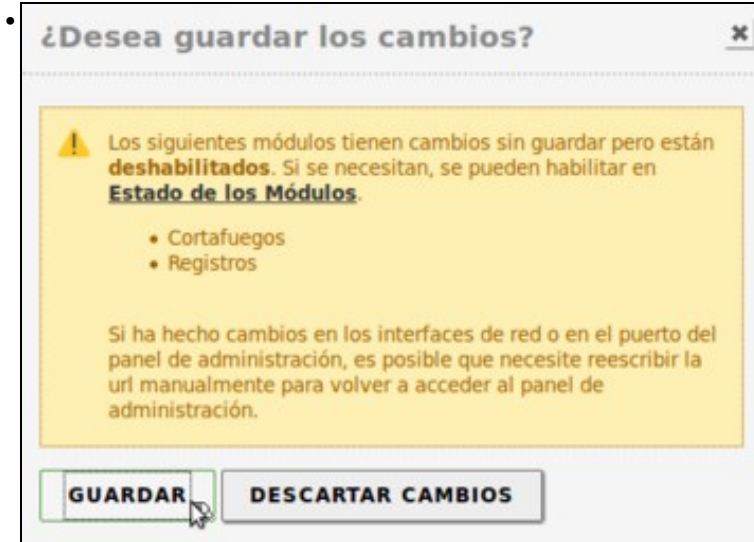 ¿Desea guardar los cambios?
Los siguientes módulos tienen cambios sin guardar pero están
deshabilitados. Si se necesitan, se pueden habilitar en
Estado de los Módulos.
• Cortafuegos
• Registros
Si ha hecho cambios en los interfaces de red o en el puerto del
panel de administración, es posible que necesite reescribir la
url manualmente para volver a acceder al panel de
administración.
GUARDAR DESCARTAR CAMBIOS